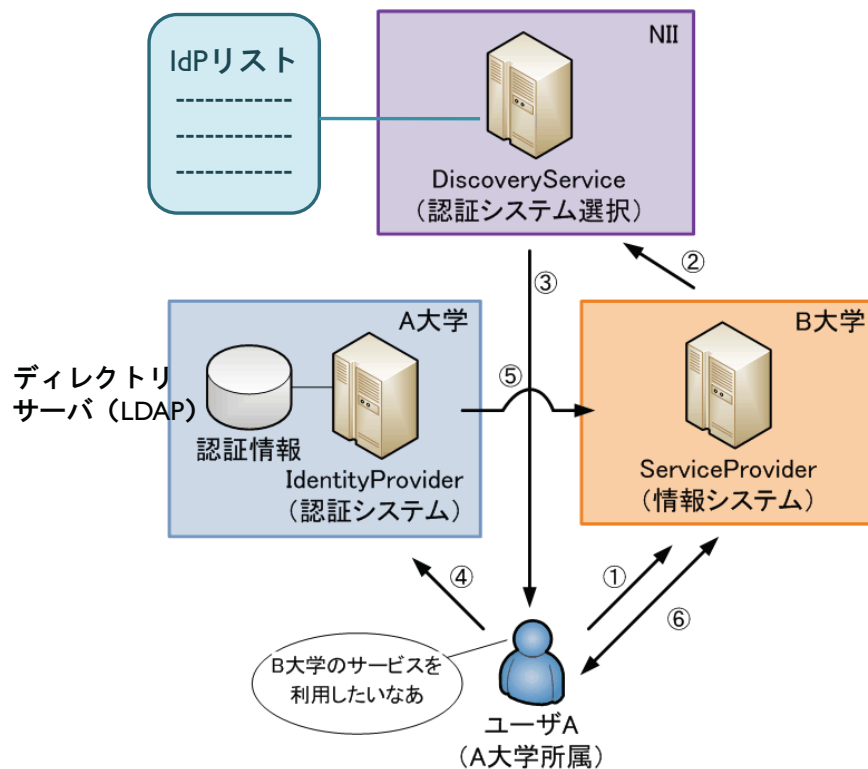 NII
IdPリスト
------------
------------
------------
DiscoveryService
（認証システム選択）
②
③
A大学
B大学
ディレクトリ
サーバ（LDAP）
⑤
認証情報
IdentityProvider
（認証システム）
ServiceProvider
（情報システム）
④
①
⑥
B大学のサービスを
利用したいなあ
ユーザA
（A大学所属）